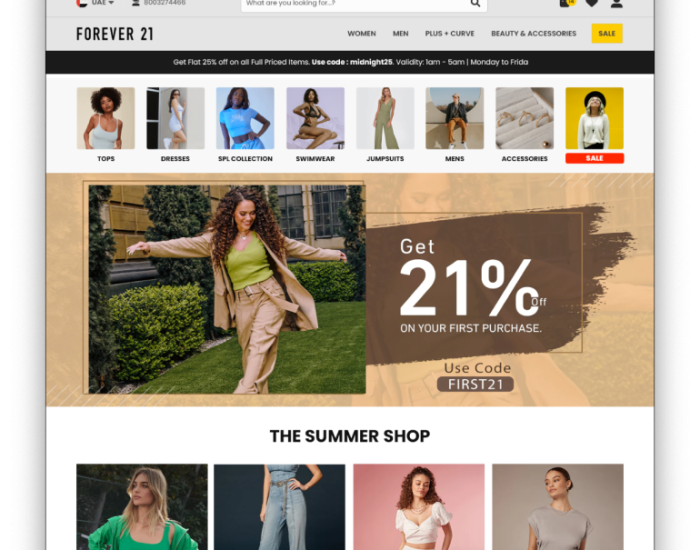 UAE
8003274466
What are you looking for...?
FOREVER 21
WOMEN
MEN
PLUS + CURVE
BEAUTY & ACCESSORIES
SALE
Get Flat 25% off on all Full Priced Items. Use code : midnight25. Validity: 1am - 5am | Monday to Frida
TOPS
DRESSES
SPL COLLECTION
SWIMWEAR
JUMPSUITS
MENS
ACCESSORIES
SALE
Get
21% Off
ON YOUR FIRST PURCHASE.
Use Code
FIRST21
THE SUMMER SHOP